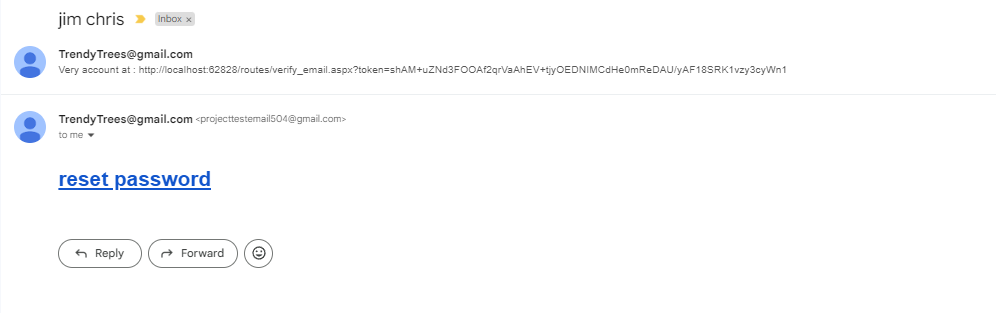 jim chris Inbox ×
TrendyTrees@gmail.com
Very account at : http://localhost:62828/routes/verify_email.aspx?token=shAM+uZNd3FOOAf2qrVaAhEV+tjyOEDNIMCdHe0mReDAU/yAF18SRK1vzy3cyWn1
TrendyTrees@gmail.com <projecttestemail504@gmail.com>
to me
reset password
Reply Forward